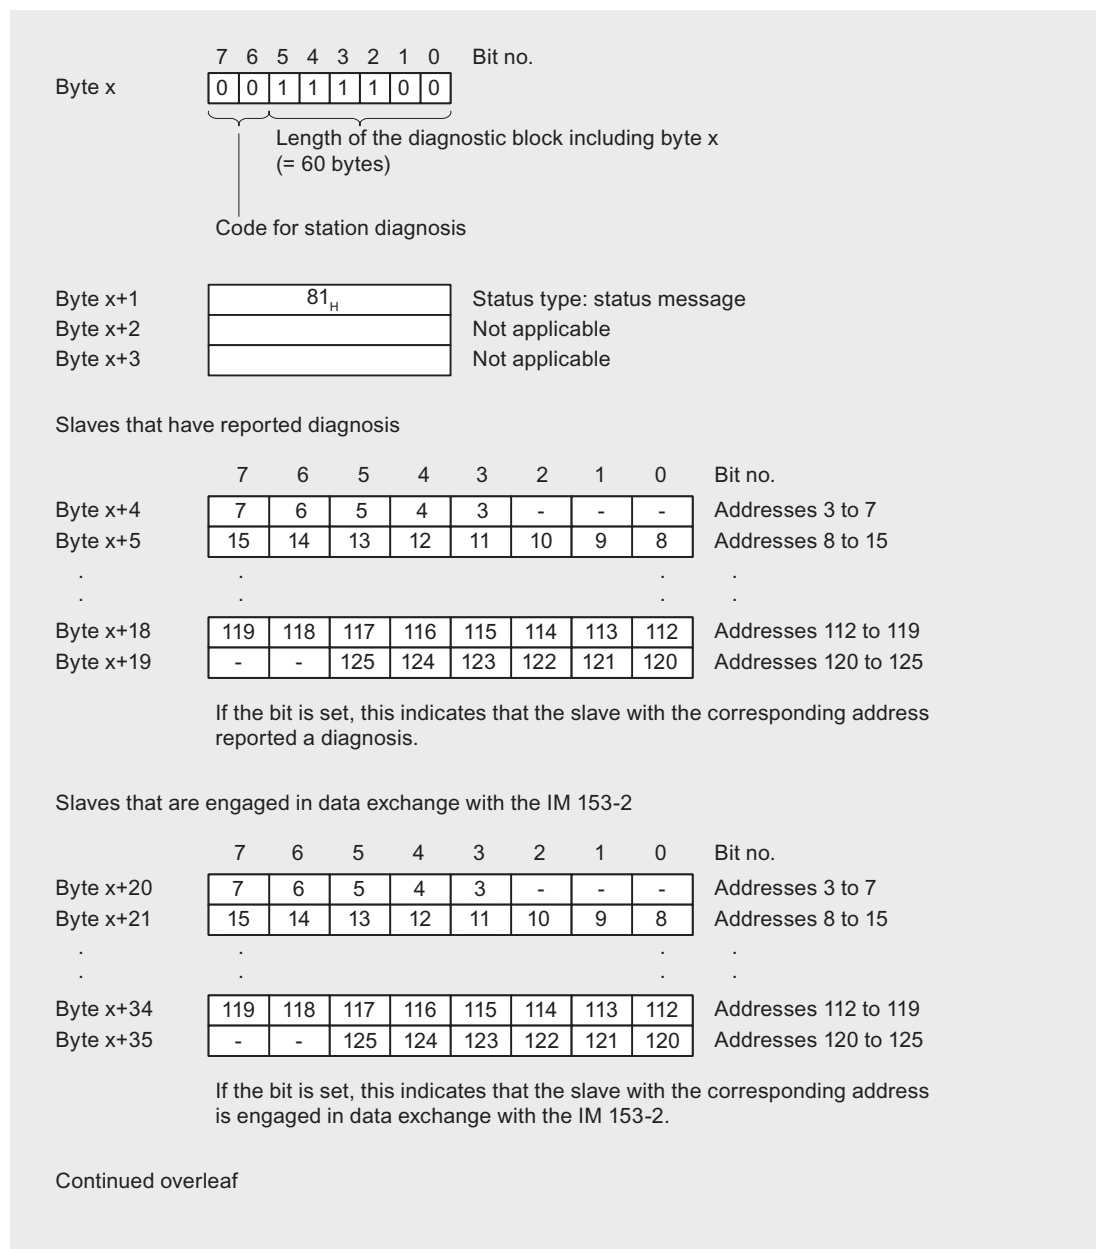 7 6 5 4 3 2 1 0 Bit no.
Byte x 0 0 1 1 1 1 0 0
Length of the diagnostic block including byte x
(= 60 bytes)
Code for station diagnosis
Byte x+1 81H Status type: status message
Byte x+2 Not applicable
Byte x+3 Not applicable
Slaves that have reported diagnosis
7 6 5 4 3 2 1 0 Bit no.
Byte x+4 7 6 5 4 3 - - - Addresses 3 to 7
Byte x+5 15 14 13 12 11 10 9 8 Addresses 8 to 15
. . . .
. . . .
Byte x+18 119 118 117 116 115 114 113 112 Addresses 112 to 119
Byte x+19 - - 125 124 123 122 121 120 Addresses 120 to 125
If the bit is set, this indicates that the slave with the corresponding address
reported a diagnosis.
Slaves that are engaged in data exchange with the IM 153-2
7 6 5 4 3 2 1 0 Bit no.
Byte x+20 7 6 5 4 3 - - - Addresses 3 to 7
Byte x+21 15 14 13 12 11 10 9 8 Addresses 8 to 15
. . . .
. . . .
Byte x+34 119 118 117 116 115 114 113 112 Addresses 112 to 119
Byte x+35 - - 125 124 123 122 121 120 Addresses 120 to 125
If the bit is set, this indicates that the slave with the corresponding address
is engaged in data exchange with the IM 153-2.
Continued overleaf